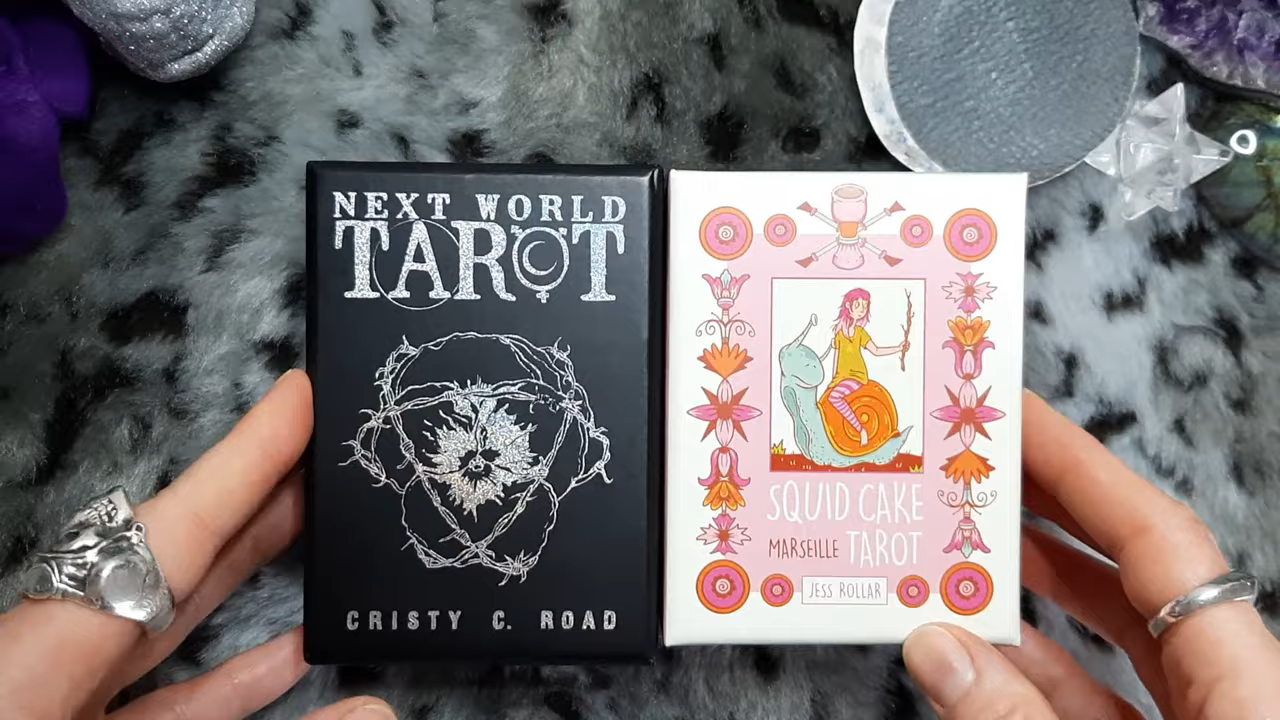 NEXT WORLD
TAROT
CRISTY C. ROAD
SQUID CAKE
MARSEILLE TAROT
JESS ROLLAR